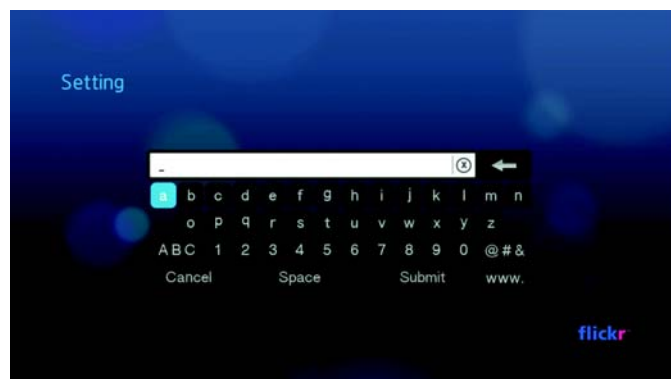 Setting
_
a b c d e f g h i j k l m n
o p q r s t u v w x y z
ABC 1 2 3 4 5 6 7 8 9 0 @#&
Cancel Space Submit www.
flickr